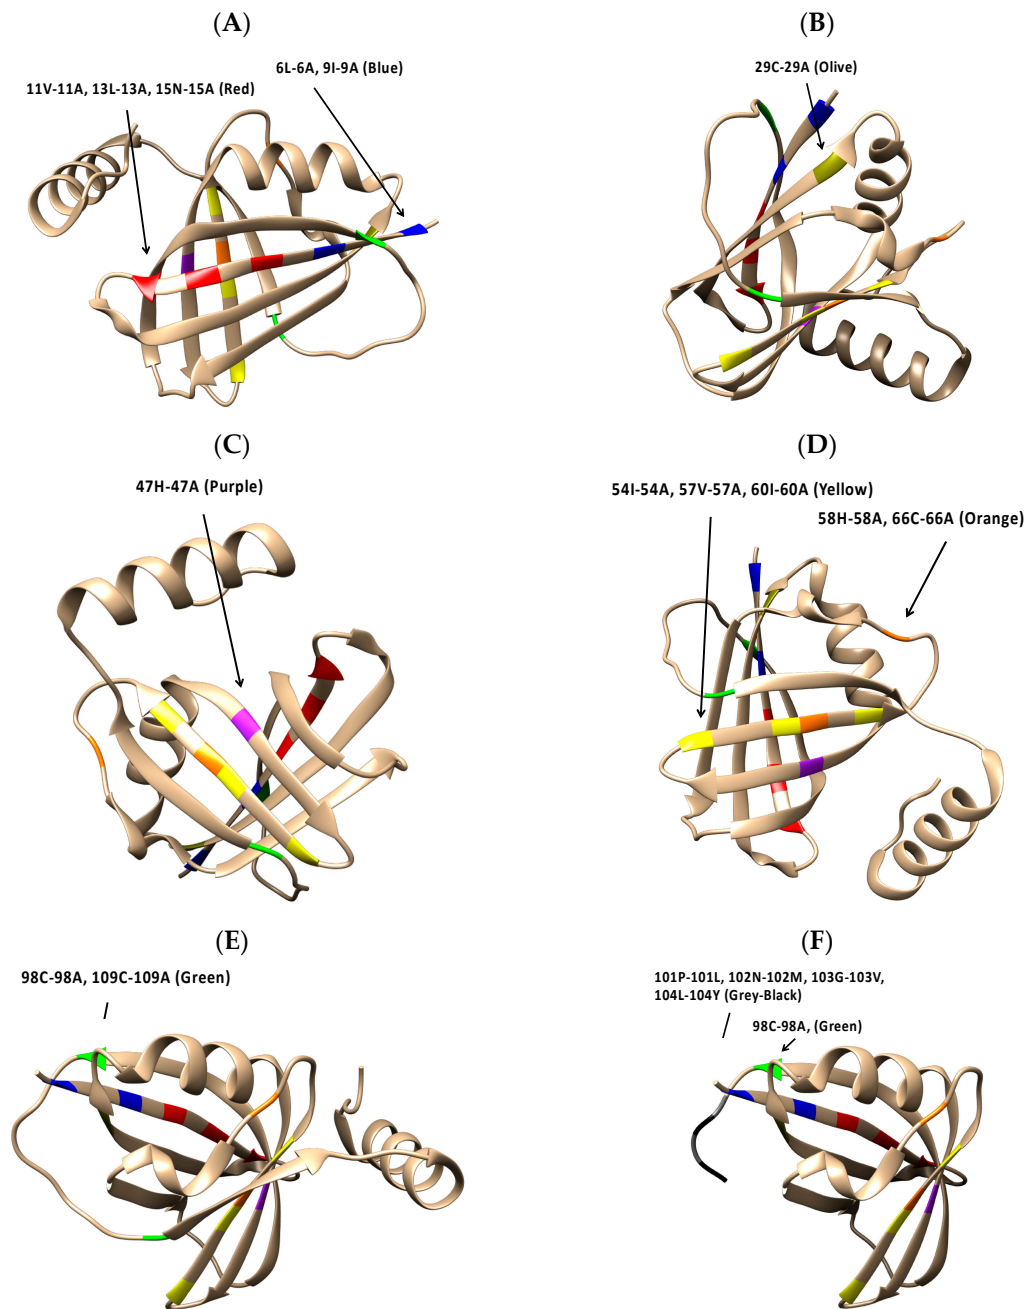 (A)
(B)
6L-6A, 9I-9A (Blue)
11V-11A, 13L-13A, 15N-15A (Red)
29C-29A (Olive)
(C)
(D)
47H-47A (Purple)
54I-54A, 57V-57A, 60I-60A (Yellow)
58H-58A, 66C-66A (Orange)
(E)
(F)
98C-98A, 109C-109A (Green)
101P-101L, 102N-102M, 103G-103V,
104L-104Y (Grey-Black)
98C-98A, (Green)